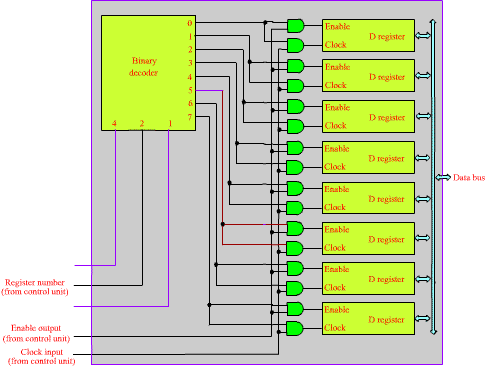 Binary
decoder
0
1
2
3
4
5
6
7
4 2 1
Enable
D register
Clock
Enable
D register
Clock
Enable
D register
Clock
Enable
D register
Clock
Enable
D register
Clock
Enable
D register
Clock
Enable
D register
Clock
Enable
D register
Clock
Data bus
Register number
(from control unit)
Enable output
(from control unit)
Clock input
(from control unit)